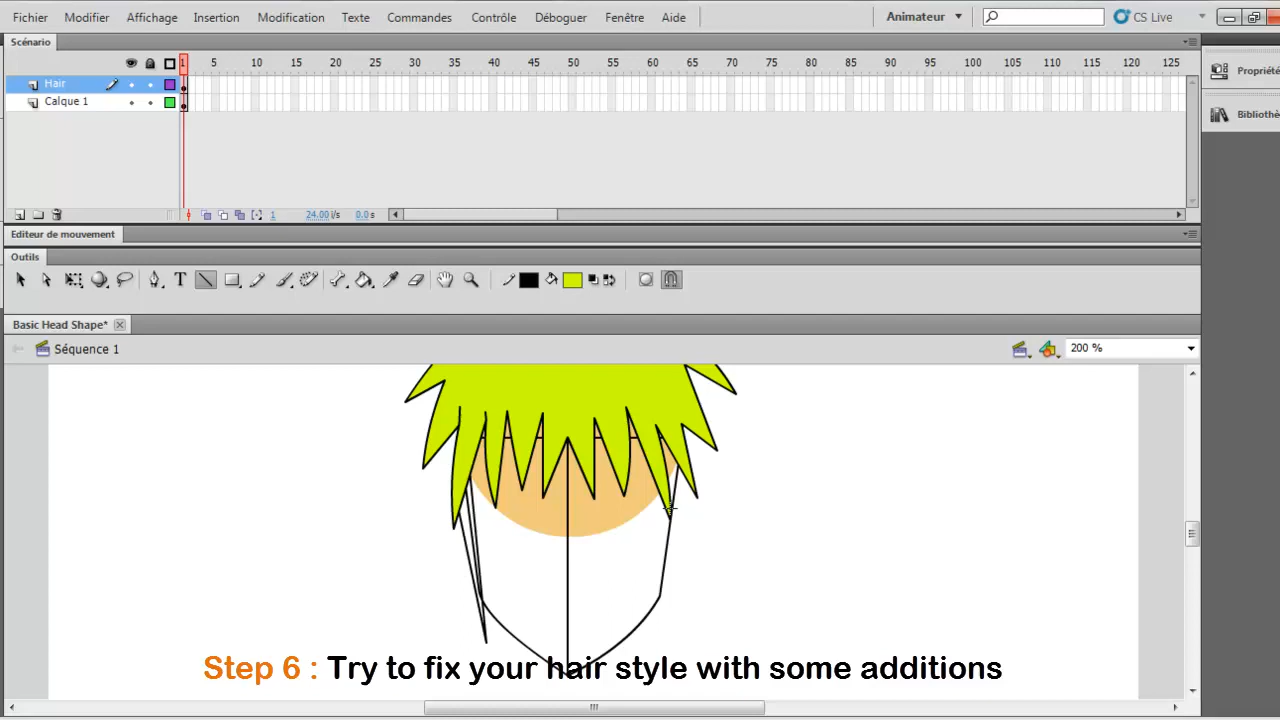 Fichier Modifier Affichage Insertion Modification Texte Commandes Contrôle Déboguer Fenêtre Aide Animateur CS Live
Scénario
1 5 10 15 20 25 30 35 40 45 50 55 60 65 70 75 80 85 90 95 100 105 110 115 120 125
Hair
Calque 1
1 24.00 i/s 0.0 s
Propriété
Bibliothè
Editeur de mouvement
Outils
Basic Head Shape*
Séquence 1 200 %
Step 6 : Try to fix your hair style with some additions